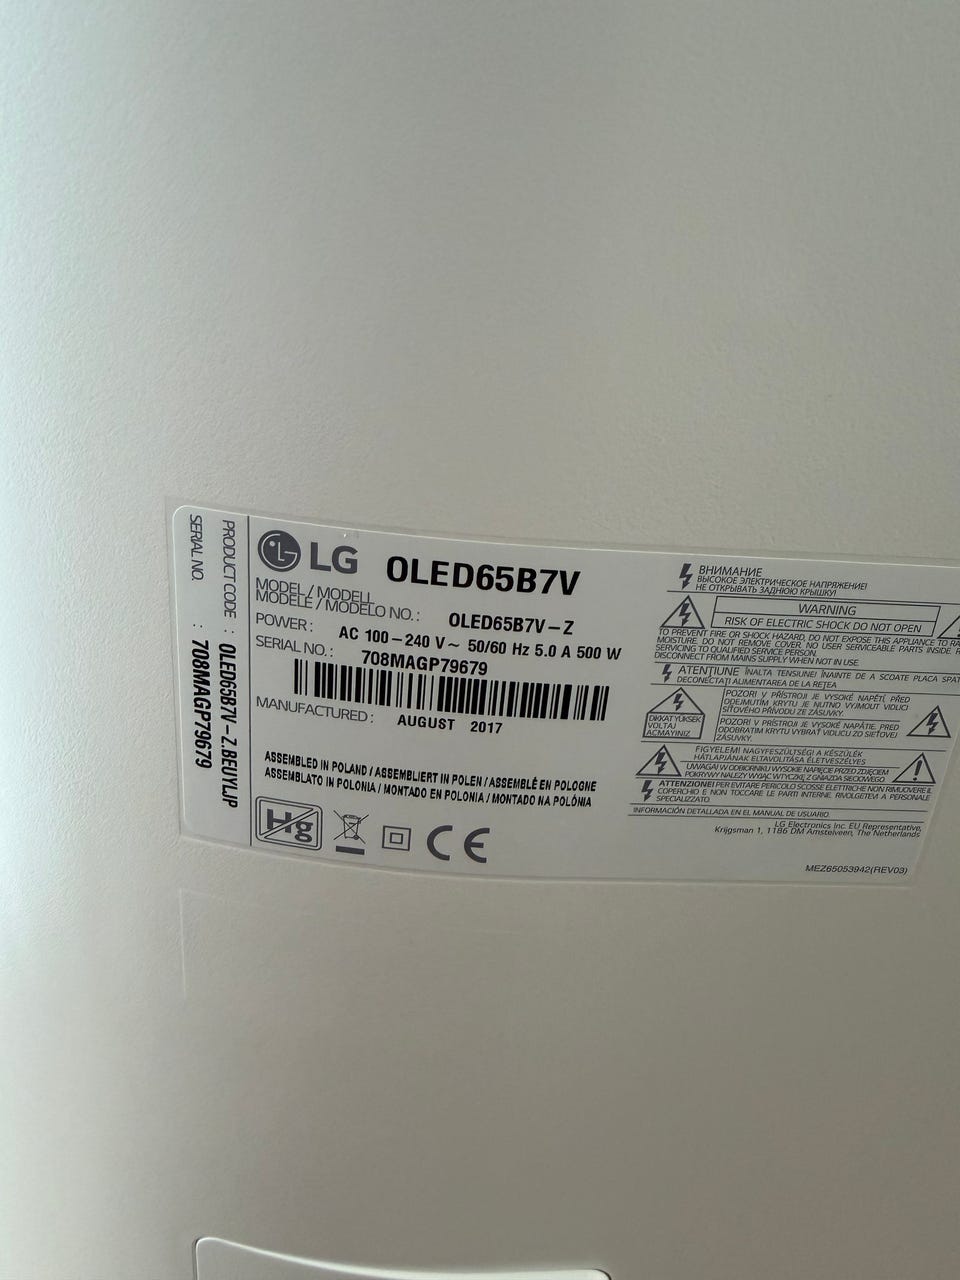 SERIAL NO. : 708MAGP79679
PRODUCT CODE : OLED65B7V-Z.BEUYLJP
LG OLED65B7V
MODEL / MODELL
MODÈLE / MODELO NO. : OLED65B7V-Z
POWER : AC 100-240 V ~ 50/60 Hz 5.0 A 500 W
SERIAL NO. : 708MAGP79679
MANUFACTURED : AUGUST 2017
ASSEMBLED IN POLAND / ASSEMBLIERT IN POLEN / ASSEMBLÉ EN POLOGNE
ASSEMBLATO IN POLONIA / MONTADO EN POLONIA / MONTADO NA POLÓNIA
Hg
CE
ВНИМАНИЕ
ВЫСОКОЕ ЭЛЕКТРИЧЕСКОЕ НАПРЯЖЕНИЕ!
НЕ ОТКРЫВАТЬ ЗАДНЮЮ КРЫШКУ!
WARNING
RISK OF ELECTRIC SHOCK DO NOT OPEN
TO PREVENT FIRE OR SHOCK HAZARD, DO NOT EXPOSE THIS APPLIANCE TO
MOISTURE. DO NOT REMOVE COVER. NO USER SERVICEABLE PARTS INSIDE.
SERVICING TO QUALIFIED SERVICE PERSON.
DISCONNECT FROM MAINS SUPPLY WHEN NOT IN USE.
ATENŢIUNE ÎNALTA TENSIUNE! ÎNAINTE DE A SCOATE PLACA
DECONECTAŢI ALIMENTAREA DE LA REŢEA
DIKKAT YÜKSEK
VOLTAJ
AÇMAYINIZ
POZOR! V PŘÍSTROJI JE VYSOKÉ NAPĚTÍ. PŘED
ODEJMUTÍM KRYTU JE NUTNO VYJMOUT VIDLICI
SÍŤOVÉHO PŘÍVODU ZE ZÁSUVKY.
POZOR! V PRÍSTROJI JE VYSOKÉ NAPÄTIE. PRED
ODOBRATIM KRYTU VYBRAŤ VIDLICU ZO SIEŤOVEJ
ZÁSUVKY.
FIGYELEM! NAGYFESZÜLTSÉG! A KÉSZÜLÉK
HÁTLAPJÁNAK ELTÁVOLÍTÁSA ÉLETVESZÉLYES
UWAGA! W ODBIORNIKU WYSOKIE NAPIĘCIE PRZED ZDJĘCIEM
POKRYWY NALEŻY WYJĄĆ WTYCZKĘ Z GNIAZDA SIECIOWEGO
ATTENZIONE! PER EVITARE PERICOLO SCOSSE ELETTRICHE NON RIMUOVERE IL
COPERCHIO E NON TOCCARE LE PARTI INTERNE. RIVOLGETEVI A PERSONALE
SPECIALIZZATO.
INFORMACIÓN DETALLADA EN EL MANUAL DE USUARIO.
LG Electronics Inc. EU Representative,
Krijgsman 1, 1186 DM Amstelveen, The Netherlands
MEZ65053942(REV03)